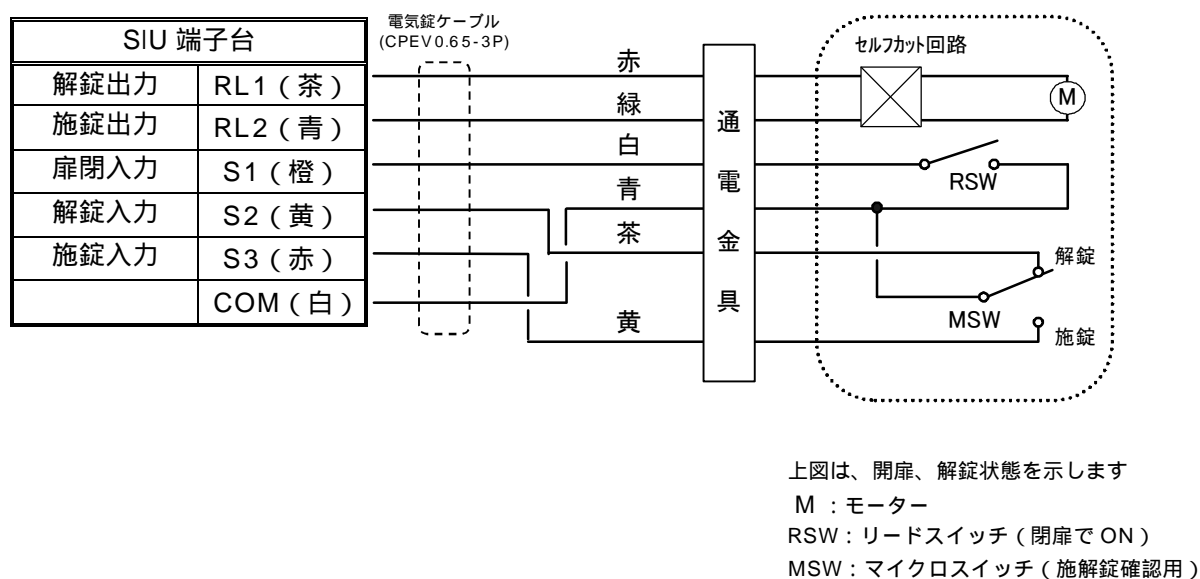 電気錠ケーブル
(CPEV0.65-3P)
SIU 端子台
解錠出力 RL1（茶）
施錠出力 RL2（青）
扉閉入力 S1（橙）
解錠入力 S2（黄）
施錠入力 S3（赤）
COM（白）
赤
緑
白
青
茶
黄
通
電
金
具
セルフカット回路
M
RSW
解錠
MSW
施錠
上図は、開扉、解錠状態を示します
M ：モーター
RSW：リードスイッチ（閉扉で ON）
MSW：マイクロスイッチ（施解錠確認用）